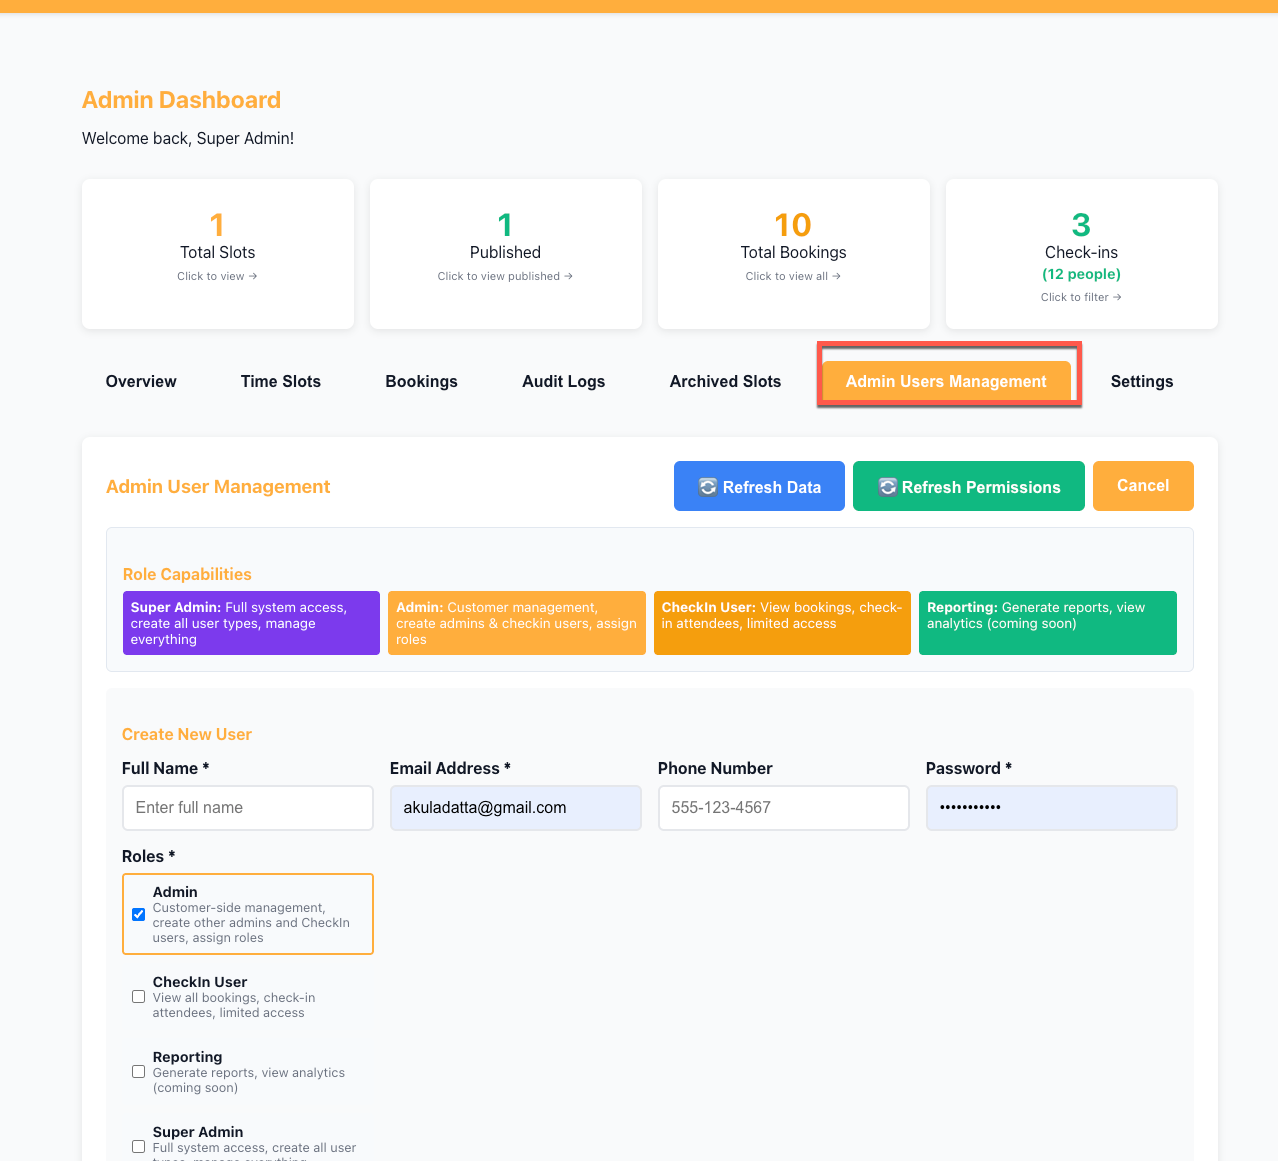 Admin Dashboard
Welcome back, Super Admin!
1
Total Slots
Click to view →
1
Published
Click to view published →
10
Total Bookings
Click to view all →
3
Check-ins
(12 people)
Click to filter →
Overview
Time Slots
Bookings
Audit Logs
Archived Slots
Admin Users Management
Settings
Admin User Management
Refresh Data
Refresh Permissions
Cancel
Role Capabilities
Super Admin: Full system access,
create all user types, manage
everything
Admin: Customer management,
create admins & checkin users, assign
roles
CheckIn User: View bookings, check-
in attendees, limited access
Reporting: Generate reports, view
analytics (coming soon)
Create New User
Full Name *
Enter full name
Email Address *
akuladatta@gmail.com
Phone Number
555-123-4567
Password *
•••••••••••
Roles *
Admin
Customer-side management,
create other admins and CheckIn
users, assign roles
CheckIn User
View all bookings, check-in
attendees, limited access
Reporting
Generate reports, view analytics
(coming soon)
Super Admin
Full system access, create all user